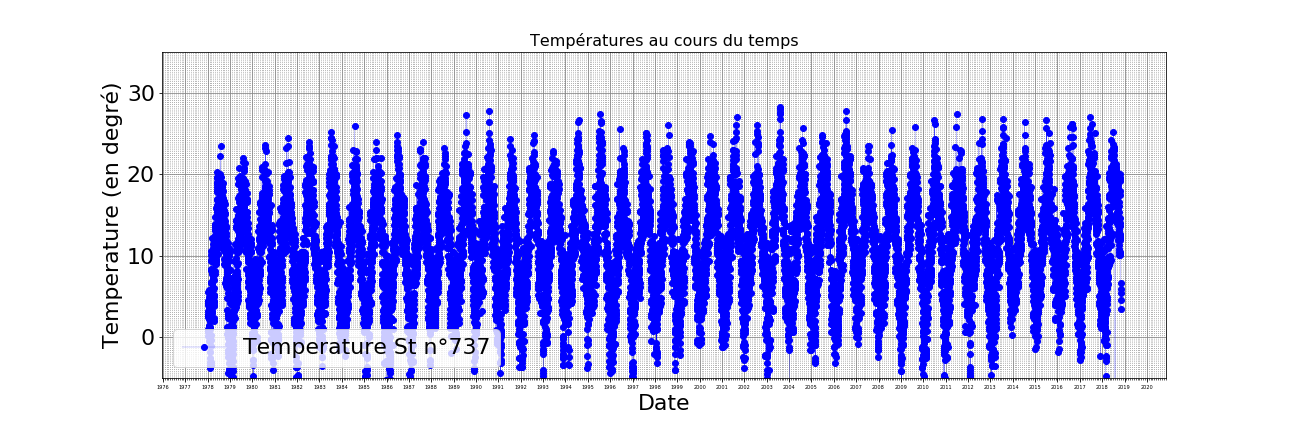 Températures au cours du temps
Temperature (en degré)
30
20
10
0
Temperature St n°737
1976 1977 1978 1979 1980 1981 1982 1983 1984 1985 1986 1987 1988 1989 1990 1991 1992 1993 1994 1995 1996 1997 1998 1999 2000 2001 2002 2003 2004 2005 2006 2007 2008 2009 2010 2011 2012 2013 2014 2015 2016 2017 2018 2019 2020
Date